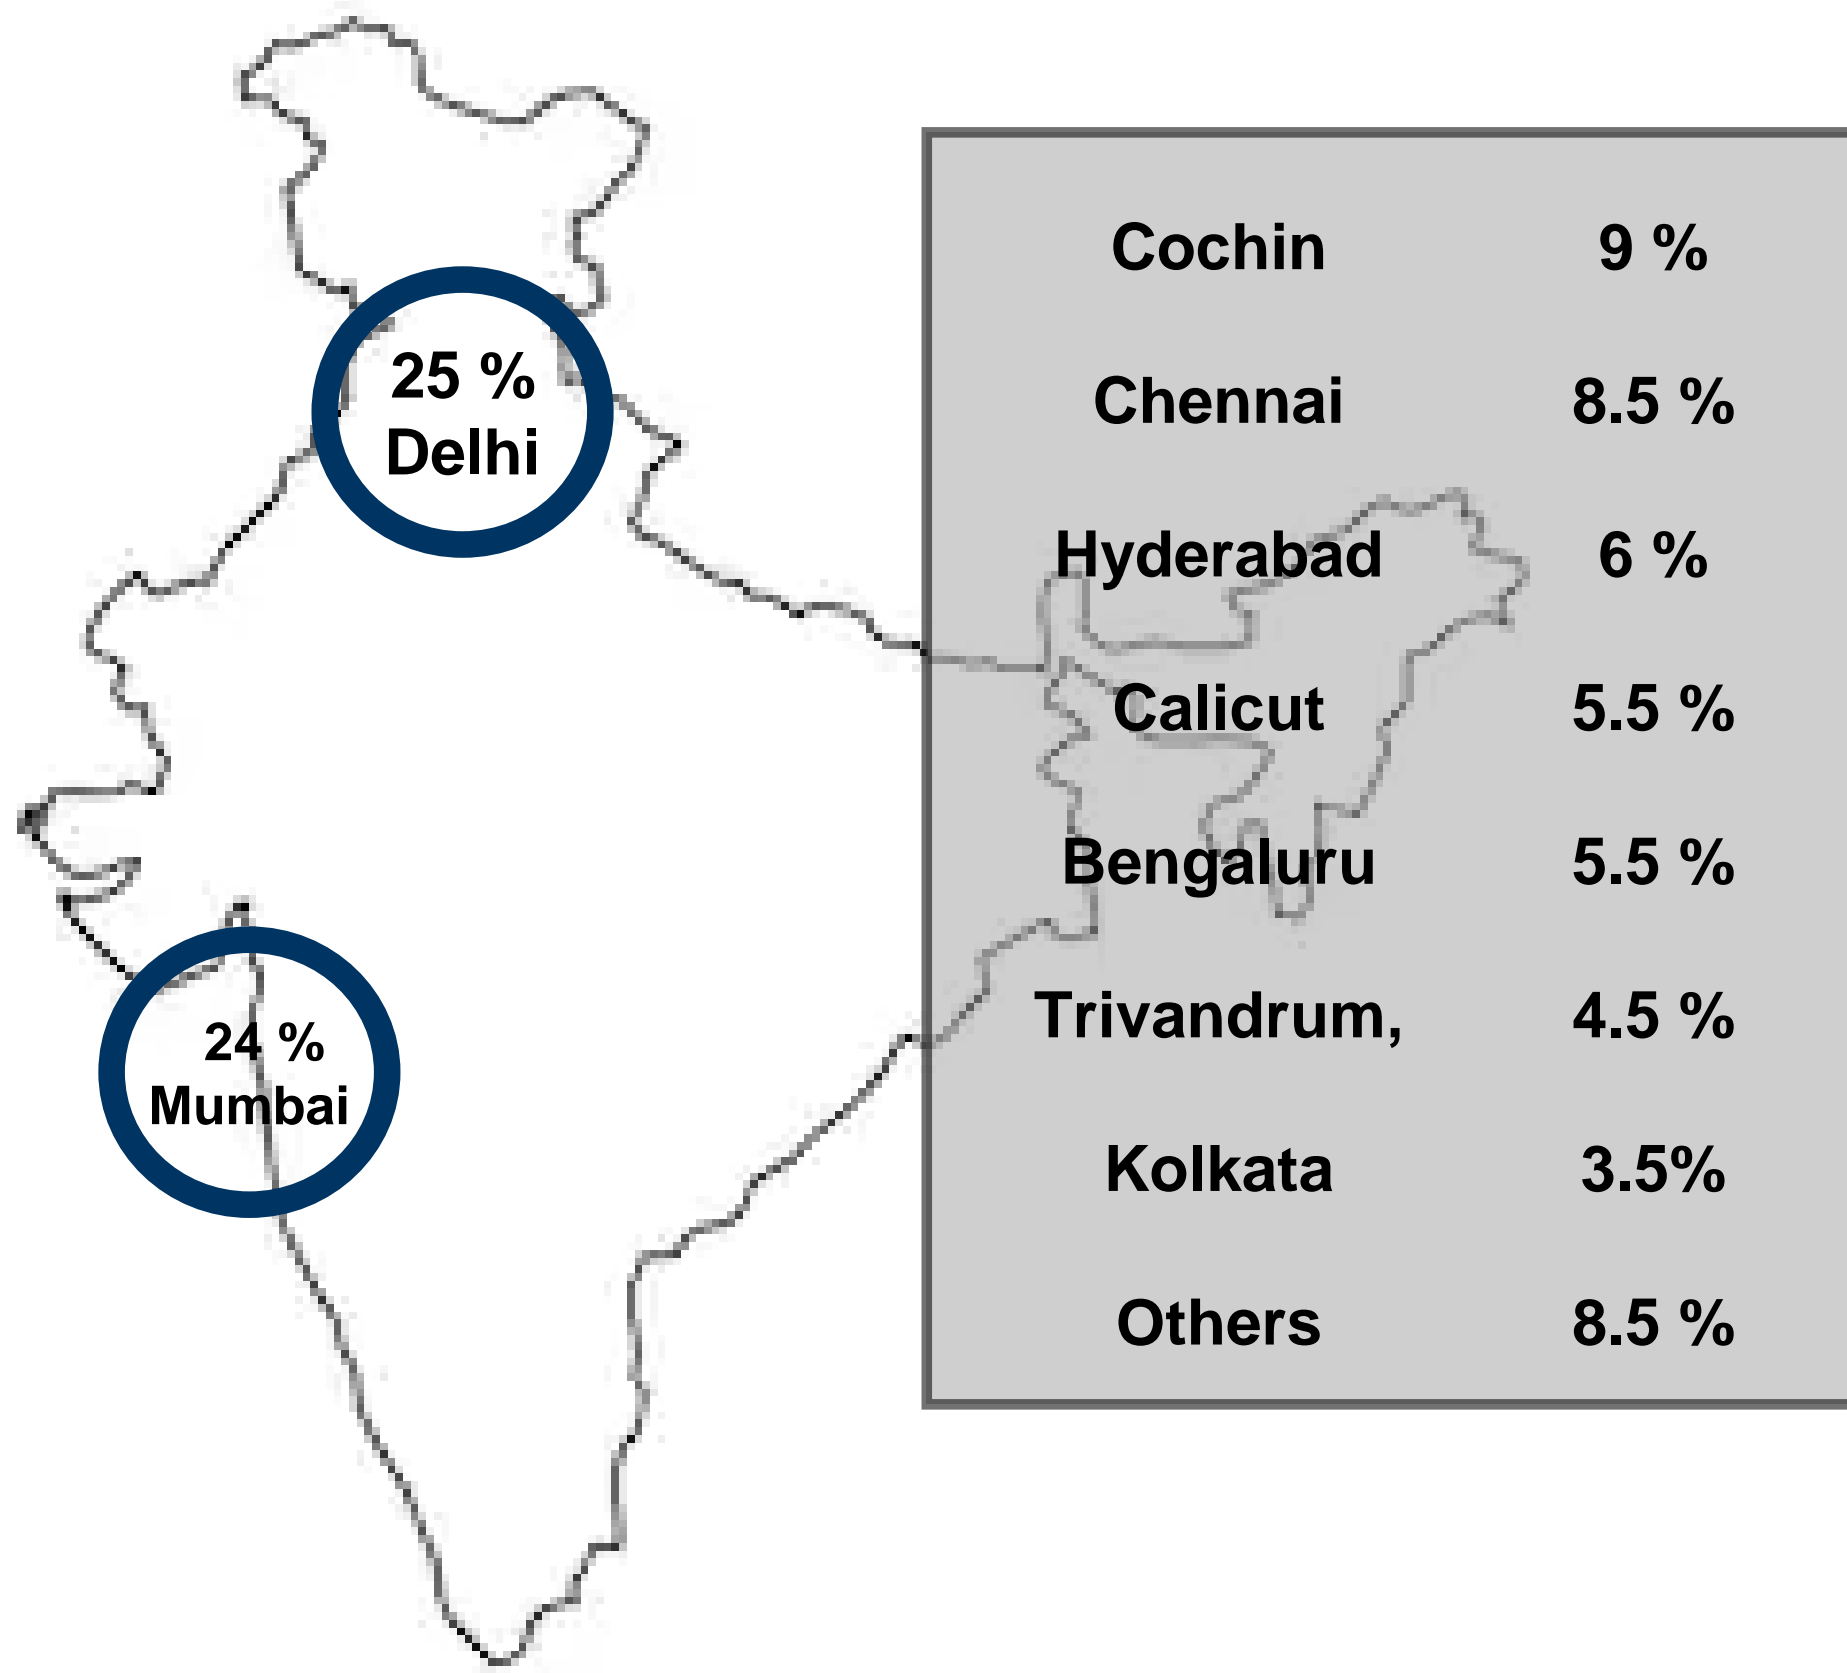 25 %
Delhi
24 %
Mumbai
Cochin 9 %
Chennai 8.5 %
Hyderabad 6 %
Calicut 5.5 %
Bengaluru 5.5 %
Trivandrum, 4.5 %
Kolkata 3.5%
Others 8.5 %